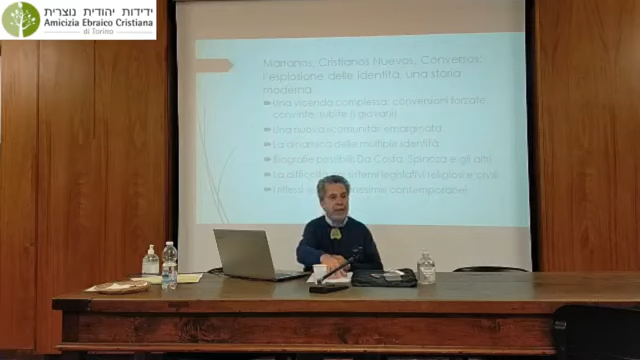 ידידות יהודית נוצרית
Amicizia Ebraico Cristiana
di Torino
Marranos, Cristianos Nuevos, Conversos:
l'esplosione delle identità, una storia
moderna
Una vicenda complessa: conversioni forzate,
convinte, subite (i giovani)
Una nuova «comunità» emarginata
La dinamica delle multiple identità
Biografie possibili Da Costa, Spinoza e gli altri
La difficoltà dei sistemi legislativi religiosi e civili
I riflessi contemporanei